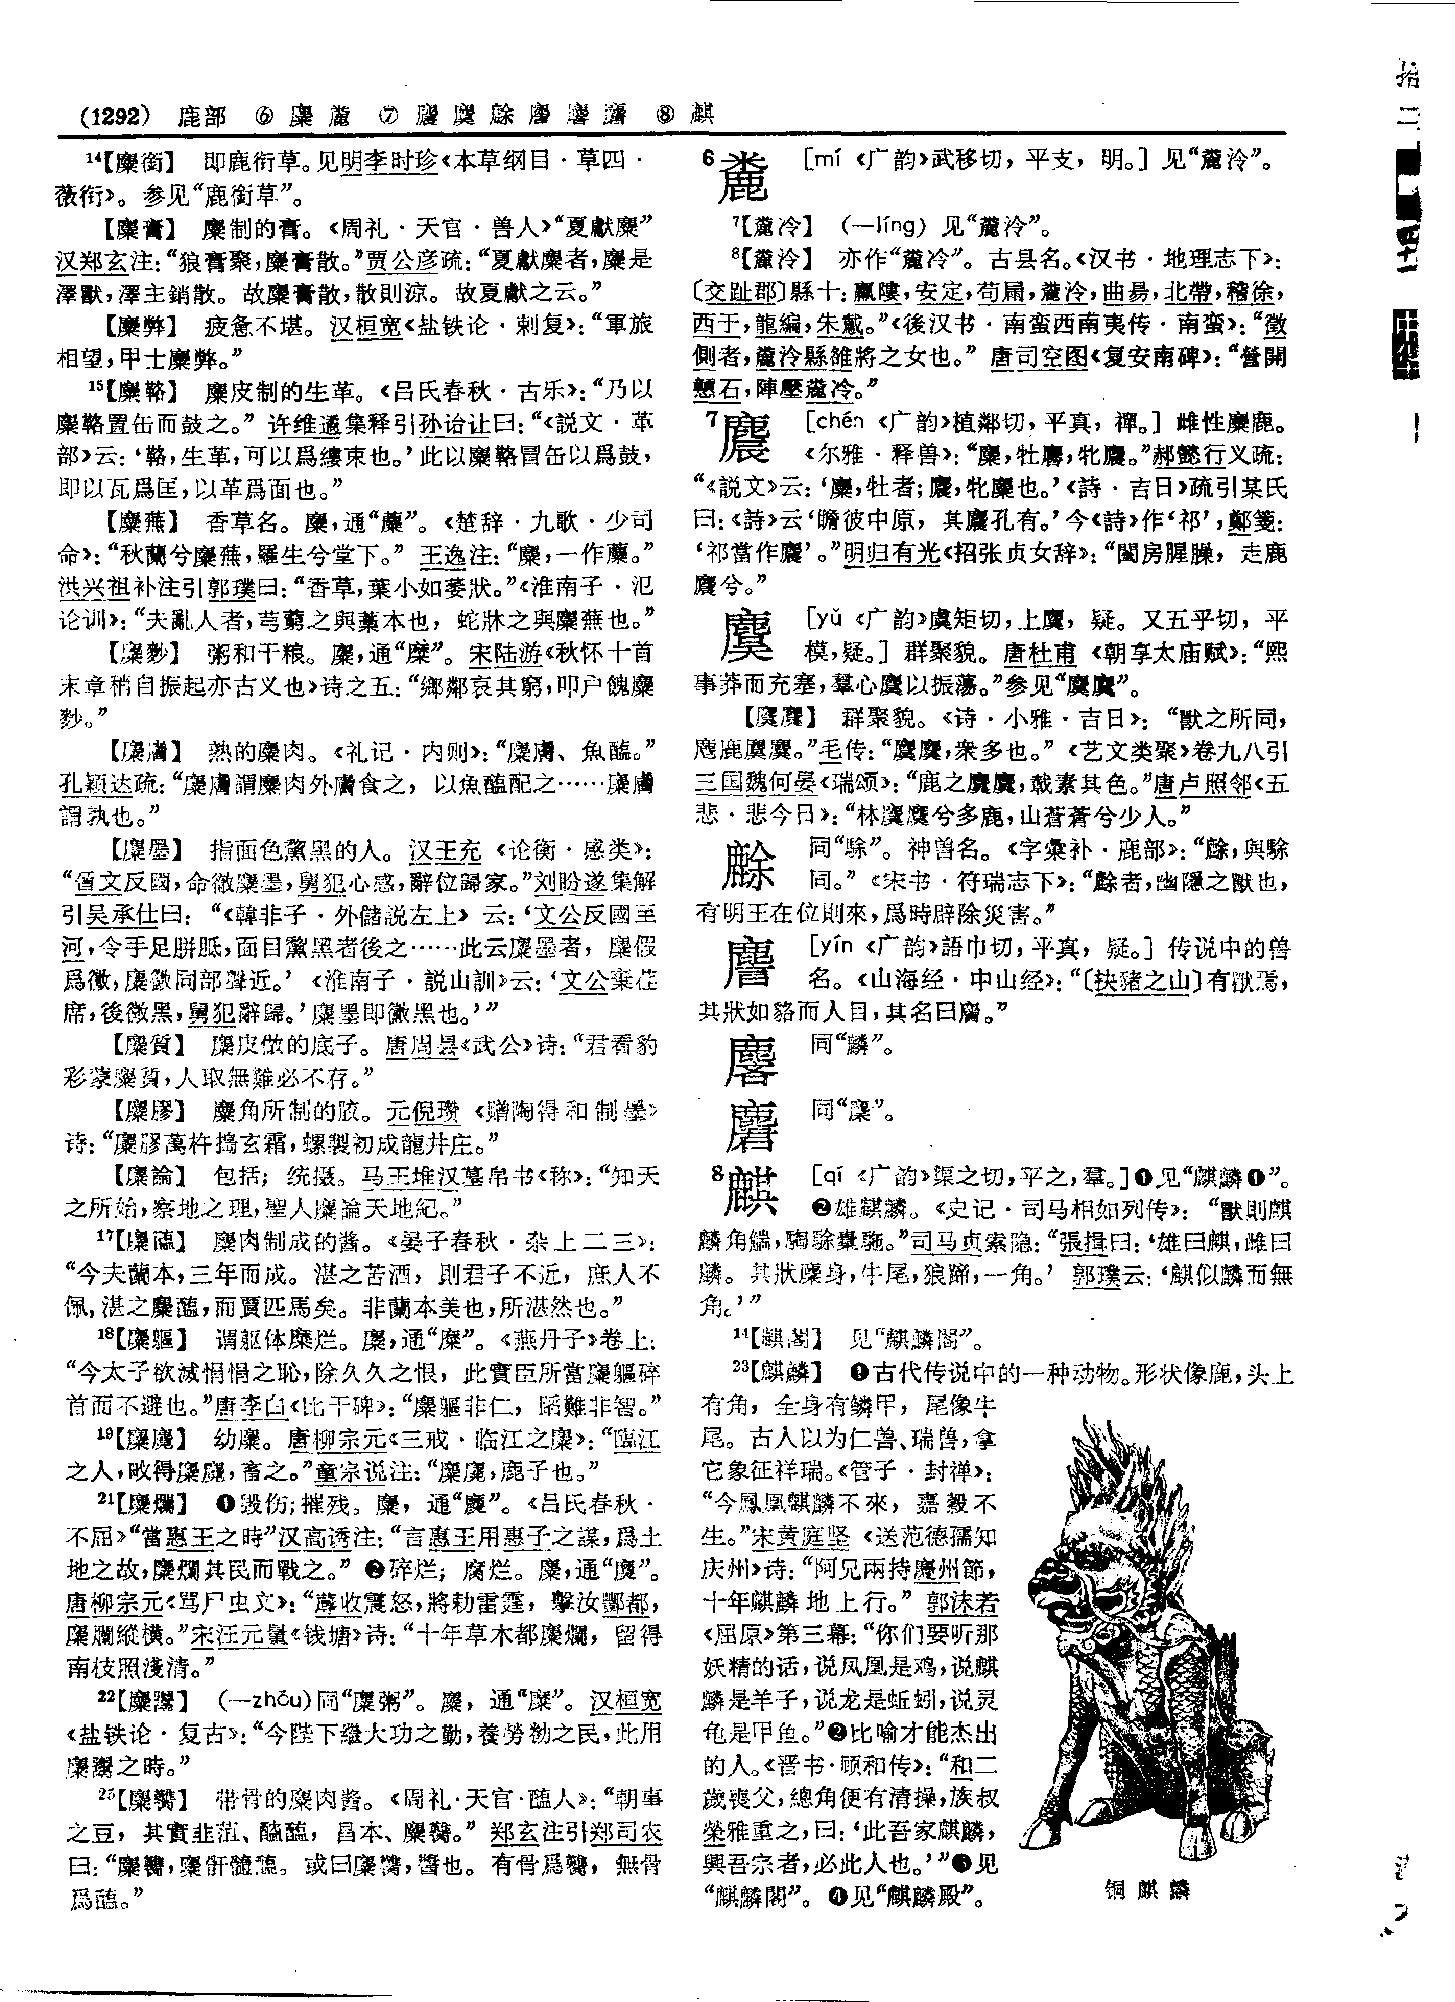 (1292) 鹿部 ⑥麋䴢 ⑦麎麌䴸麏麐麕 ⑧麒
¹⁴【麋銜】 即鹿衔草。见明李时珍《本草纲目·草四·
薇衔》。参见“鹿銜草”。
【麋膏】 麋制的膏。《周礼·天官·兽人》“夏獻麋”
汉郑玄注:“狼膏聚,麋膏散。”贾公彦疏:“夏獻麋者,麋是
澤獸,澤主銷散。故麋膏散,散則涼。故夏獻之云。”
【麋弊】 疲惫不堪。汉桓宽《盐铁论·刺复》:“軍旅
相望,甲士麋弊。”
¹⁵【麋䩹】 麋皮制的生革。《吕氏春秋·古乐》:“乃以
麋䩹置缶而鼓之。” 许维遹集释引孙诒让曰:“《説文·革
部》云:‘䩹,生革,可以爲縷束也。’此以麋䩹冒缶以爲鼓,
即以瓦爲匡,以革爲面也。”
【麋蕪】 香草名。麋,通“蘪”。《楚辞·九歌·少司
命》:“秋蘭兮麋蕪,羅生兮堂下。” 王逸注:“麋,一作蘪。”
洪兴祖补注引郭璞曰:“香草,葉小如萎狀。”《淮南子·氾
论训》:“夫亂人者,芎藭之與藁本也,蛇牀之與麋蕪也。”
【麋麨】 粥和干粮。麋,通“糜”。宋陆游《秋怀十首
末章稍自振起亦古义也》诗之五:“鄉鄰哀其窮,叩户餽麋
麨。”
【麋膚】 熟的麋肉。《礼记·内则》:“麋膚、魚醢。”
孔颖达疏:“麋膚謂麋肉外膚食之,以魚醢配之……麋膚
謂孰也。”
【麋墨】 指面色黧黑的人。汉王充《论衡·感类》:
“晋文反國,命徹麋墨,舅犯心感,辭位歸家。”刘盼遂集解
引吴承仕曰:“《韓非子·外儲説左上》云:‘文公反國至
河,令手足胼胝,面目黧黑者後之……此云麋墨者,麋假
爲黴,麋黴同部聲近。’《淮南子·説山訓》云:‘文公棄荏
席,後黴黑,舅犯辭歸。’麋墨即黴黑也。’”
【麋質】 麋皮做的底子。唐周昙《武公》诗:“君看豹
彩蒙麋質,人取無難必不存。”
【麋膠】 麋角所制的胶。元倪瓒《赠陶得和制墨》
诗:“麋膠萬杵搗玄霜,螺製初成龍井庄。”
【麋論】 包括;统摄。马王堆汉墓帛书《称》:“知天
之所始,察地之理,聖人麋論天地紀。”
¹⁷【麋醢】 麋肉制成的酱。《晏子春秋·杂上二三》:
“今夫蘭本,三年而成。湛之苦酒,則君子不近,庶人不
佩,湛之麋醢,而賈匹馬矣。非蘭本美也,所湛然也。”
¹⁸【麋軀】 谓躯体糜烂。麋,通“糜”。《燕丹子》卷上:
“今太子欲滅悁悁之恥,除久久之恨,此實臣所當麋軀碎
首而不避也。”唐李白《比干碑》:“麋軀非仁,蹈難非智。”
¹⁹【麋麑】 幼麋。唐柳宗元《三戒·临江之麋》:“臨江
之人,畋得麋麑,畜之。”童宗说注:“麋麑,鹿子也。”
²¹【麋爛】 ❶毁伤;摧残。麋,通“糜”。《吕氏春秋·
不屈》“當惠王之時”汉高诱注:“言惠王用惠子之謀,爲土
地之故,麋爛其民而戰之。” ❷碎烂;腐烂。麋,通“糜”。
唐柳宗元《骂尸虫文》:“蓐收震怒,將勑雷霆,擊汝酆都,
麋爛縱横。”宋汪元量《钱塘》诗:“十年草木都麋爛,留得
南枝照淺清。”
²²【麋鬻】 (—zhōu)同“麋粥”。麋,通“糜”。汉桓宽
《盐铁论·复古》:“今陛下繼大功之勤,養勞勌之民,此用
麋鬻之時。”
²⁵【麋臡】 带骨的麋肉酱。《周礼·天官·醢人》:“朝事
之豆,其實韭菹、醓醢,昌本、麋臡。” 郑玄注引郑司农
曰:“麋臡,麋骭髓醢。或曰麋臡,醬也。有骨爲臡,無骨
爲醢。”
6 䴢 [mí《广韵》武移切,平支,明。] 见“䴢泠”。
⁷【䴢冷】 (—líng) 见“䴢泠”。
⁸【䴢泠】 亦作“䴢冷”。古县名。《汉书·地理志下》:
〔交趾郡〕縣十:羸𨻻,安定,苟屚,䴢泠,曲昜,北帶,稽徐,
西于,龍編,朱䳒。”《後汉书·南蛮西南夷传·南蛮》:“徵
側者,䴢泠縣雒將之女也。” 唐司空图《复安南碑》:“營開
戆石,陣壓䴢冷。”
7 麎 [chén《广韵》植鄰切,平真,禪。] 雌性麋鹿。
《尔雅·释兽》:“麋,牡麔,牝麎。”郝懿行义疏:
“《説文》云:‘麋,牡者;麎,牝麋也。’《詩·吉日》疏引某氏
曰:《詩》云‘瞻彼中原,其麎孔有。’今《詩》作‘祁’,鄭箋:
‘祁當作麎’。”明归有光《招张贞女辞》:“閨房腥臊,走鹿
麎兮。”
麌 [yǔ《广韵》虞矩切,上麌,疑。又五乎切,平
模,疑。] 群聚貌。唐杜甫《朝享太庙赋》:“熙
事莽而充塞,羣心麌以振蕩。”参见“麌麌”。
【麌麌】 群聚貌。《诗·小雅·吉日》:“獸之所同,
麀鹿麌麌。”毛传:“麌麌,衆多也。”《艺文类聚》卷九八引
三国魏何晏《瑞颂》:“鹿之麌麌,戴素其色。”唐卢照邻《五
悲·悲今日》:“林麌麌兮多鹿,山蒼蒼兮少人。”
䴸 同“駼”。神兽名。《字彙补·鹿部》:“䴸,與駼
同。”《宋书·符瑞志下》:“䴸者,幽隱之獸也,
有明王在位則來,爲時辟除災害。”
[yín《广韵》語巾切,平真,疑。] 传说中的兽
名。《山海经·中山经》:“〔扶豬之山〕有獸焉,
其狀如貉而人目,其名曰䴦。”
麐 同“麟”。
同“麇”。
8 麒 [qí《广韵》渠之切,平之,羣。]❶见“麒麟❶”。
❷雄麒麟。《史记·司马相如列传》:“獸則麒
麟角䚗,騊駼橐駞。”司马贞索隐:“張揖曰:‘雄曰麒,雌曰
麟。其狀麋身,牛尾,狼蹄,一角。’ 郭璞云:‘麒似麟而無
角。’”
¹⁴【麒閣】 见“麒麟閣”。
²³【麒麟】 ❶古代传说中的一种动物。形状像鹿,头上
有角,全身有鳞甲,尾像牛
尾。古人以为仁兽、瑞兽,拿
它象征祥瑞。《管子·封禅》:
“今鳳凰麒麟不來,嘉穀不
生。”宋黄庭坚《送范德孺知
庆州》诗:“阿兄兩持慶州節,
十年麒麟地上行。” 郭沫若
《屈原》第三幕:“你们要听那
妖精的话,说凤凰是鸡,说麒
麟是羊子,说龙是蚯蚓,说灵
龟是甲鱼。”❷比喻才能杰出
的人。《晋书·顾和传》:“和二
歲喪父,總角便有清操,族叔
榮雅重之,曰:‘此吾家麒麟,
興吾宗者,必此人也。’”❸见
“麒麟閣”。❹见“麒麟殿”。
铜麒麟